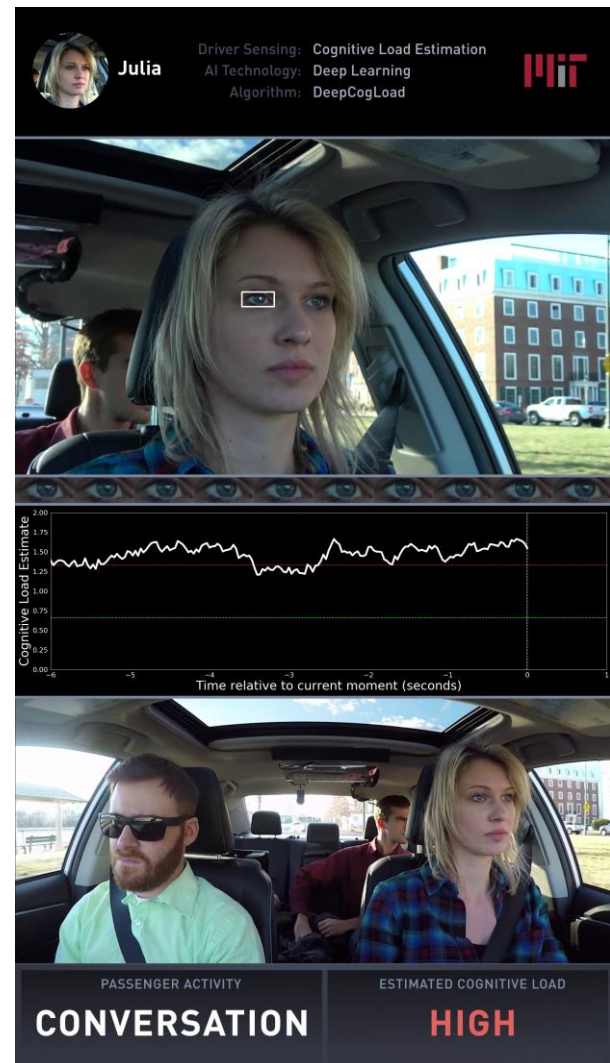 Julia
Driver Sensing: Cognitive Load Estimation
AI Technology: Deep Learning
Algorithm: DeepCogLoad
MIT
Cognitive Load Estimate
2.00
1.75
1.50
1.25
1.00
0.75
0.50
0.25
0.00
−6 −5 −4 −3 −2 −1 0 1
Time relative to current moment (seconds)
PASSENGER ACTIVITY
CONVERSATION
ESTIMATED COGNITIVE LOAD
HIGH